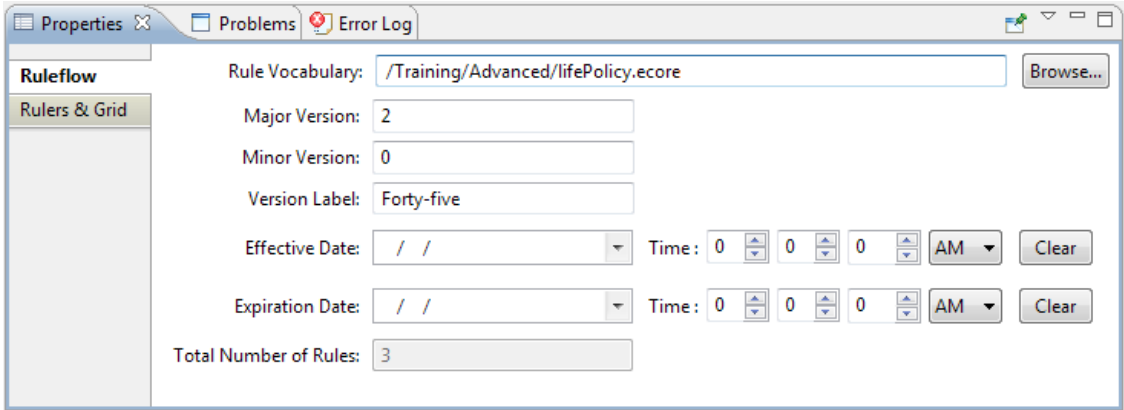 Properties Problems Error Log
Ruleflow
Rulers & Grid
Rule Vocabulary: /Training/Advanced/lifePolicy.ecore Browse...
Major Version: 2
Minor Version: 0
Version Label: Forty-five
Effective Date: / / Time : 0 0 0 AM Clear
Expiration Date: / / Time : 0 0 0 AM Clear
Total Number of Rules: 3